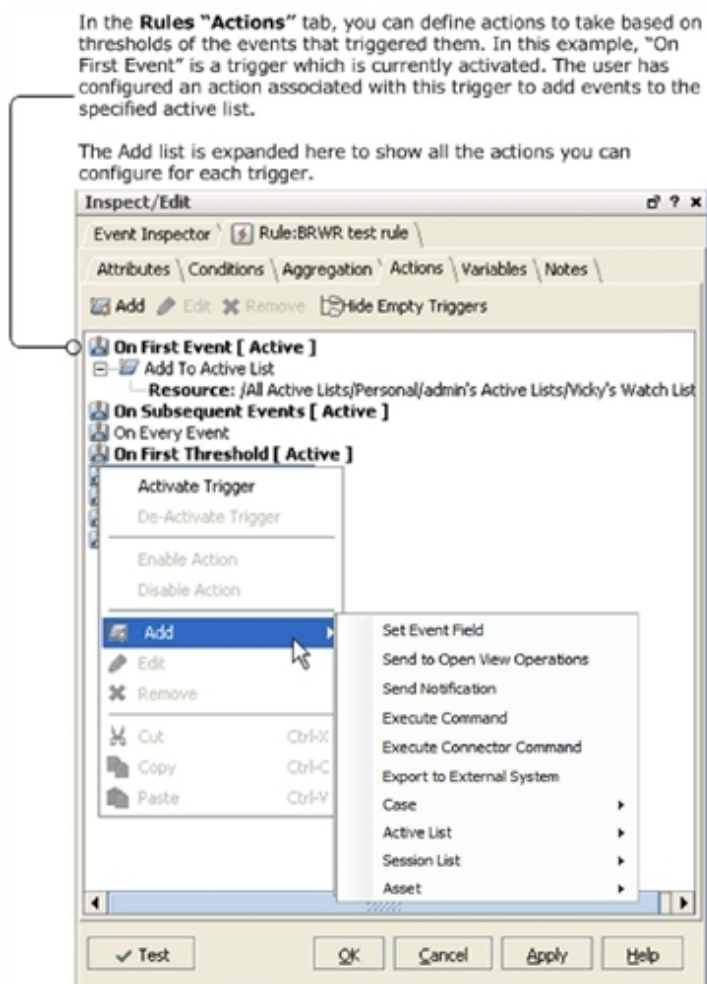 In the Rules “Actions” tab, you can define actions to take based on
thresholds of the events that triggered them. In this example, “On
First Event” is a trigger which is currently activated. The user has
configured an action associated with this trigger to add events to the
specified active list.
The Add list is expanded here to show all the actions you can
configure for each trigger.
Inspect/Edit
Event Inspector Rule:BRWR test rule
Attributes Conditions Aggregation Actions Variables Notes
Add Edit Remove Hide Empty Triggers
On First Event [ Active ]
Add To Active List
Resource: /All Active Lists/Personal/admin's Active Lists/Vicky's Watch List
On Subsequent Events [ Active ]
On Every Event
On First Threshold [ Active ]
Activate Trigger
De-Activate Trigger
Enable Action
Disable Action
Add
Edit
Remove
Cut Ctrl-X
Copy Ctrl-C
Paste Ctrl-V
Set Event Field
Send to Open View Operations
Send Notification
Execute Command
Execute Connector Command
Export to External System
Case
Active List
Session List
Asset
Test OK Cancel Apply Help